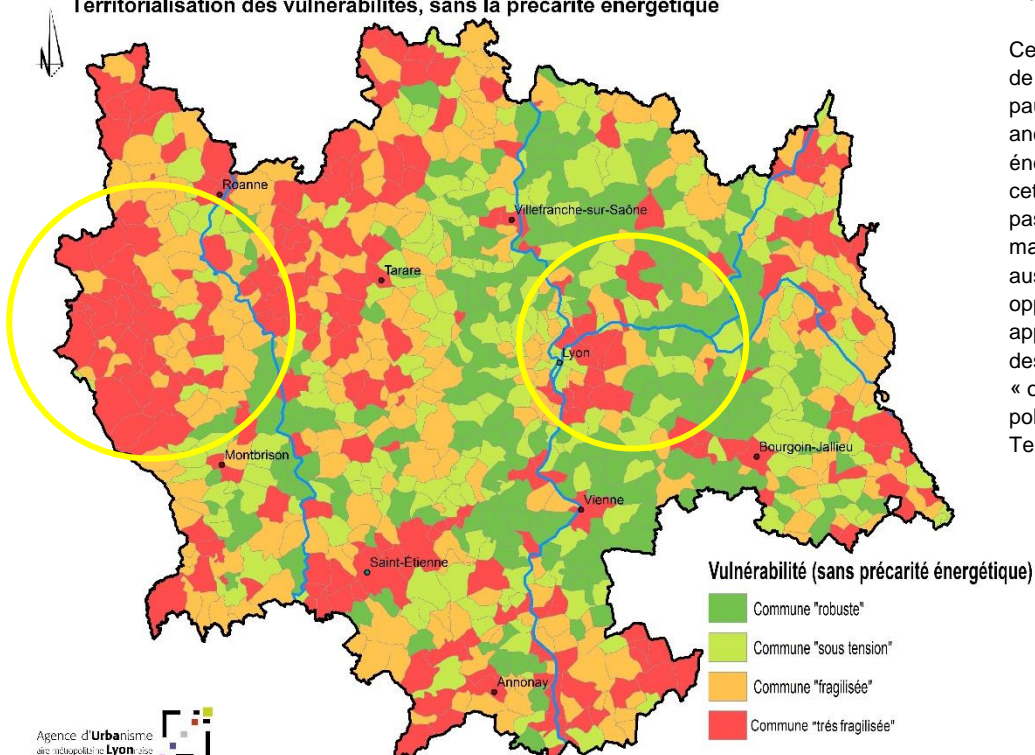 Territorialisation des vulnérabilités, sans la précarité énergétique
N
Roanne
Villefranche-sur-Saône
Tarare
Lyon
Montbrison
Bourgoin-Jallieu
Vienne
Saint-Étienne
Annonay
Vulnérabilité (sans précarité énergétique)
Commune "robuste"
Commune "sous tension"
Commune "fragilisée"
Commune "trés fragilisée"
Agence d'Urbanisme
aire métropolitaine Lyonnaise
Ce
de
pau
ano
éne
cet
pas
ma
aus
opp
app
des
« c
pol
Te